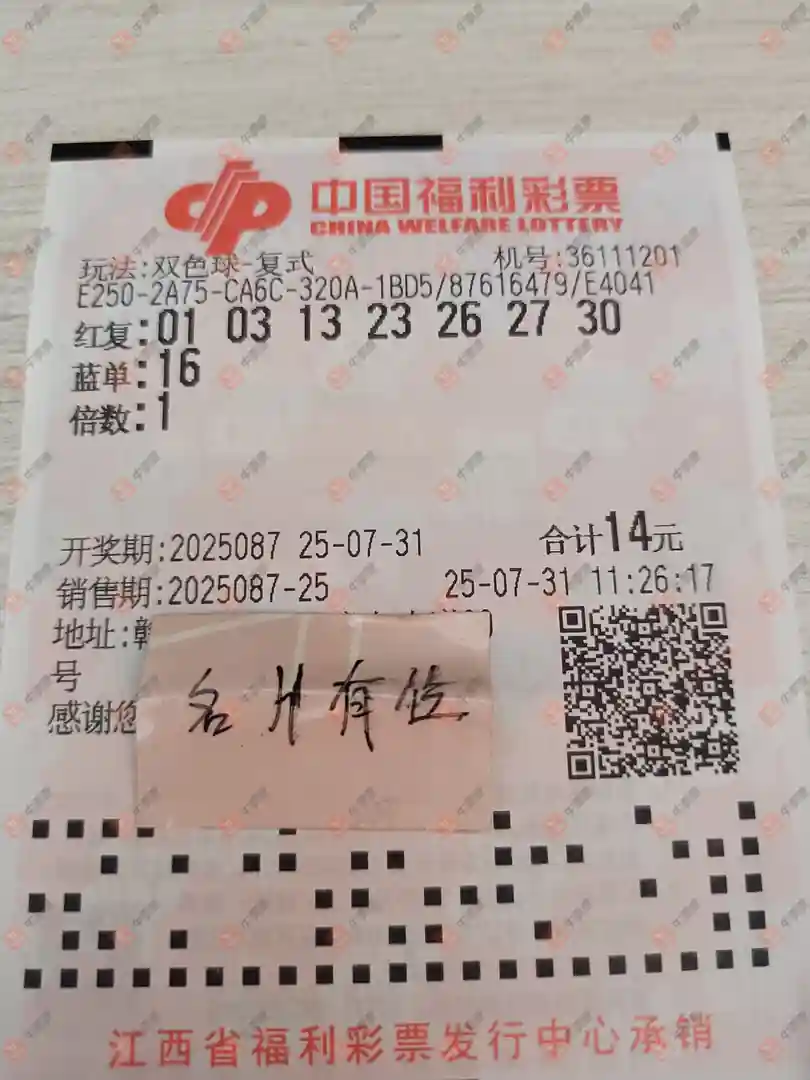 中国福利彩票
CHINA WELFARE LOTTERY
玩法:双色球-复式 机号:36111201
E250-2A75-CA6C-320A-1BD5/87616479/E4041
红复:01 03 13 23 26 27 30
蓝单:16
倍数:1
开奖期:2025087 25-07-31 合计14元
销售期:2025087-25 25-07-31 11:26:17
地址:赣
号
感谢您
名片有位
江西省福利彩票发行中心承销